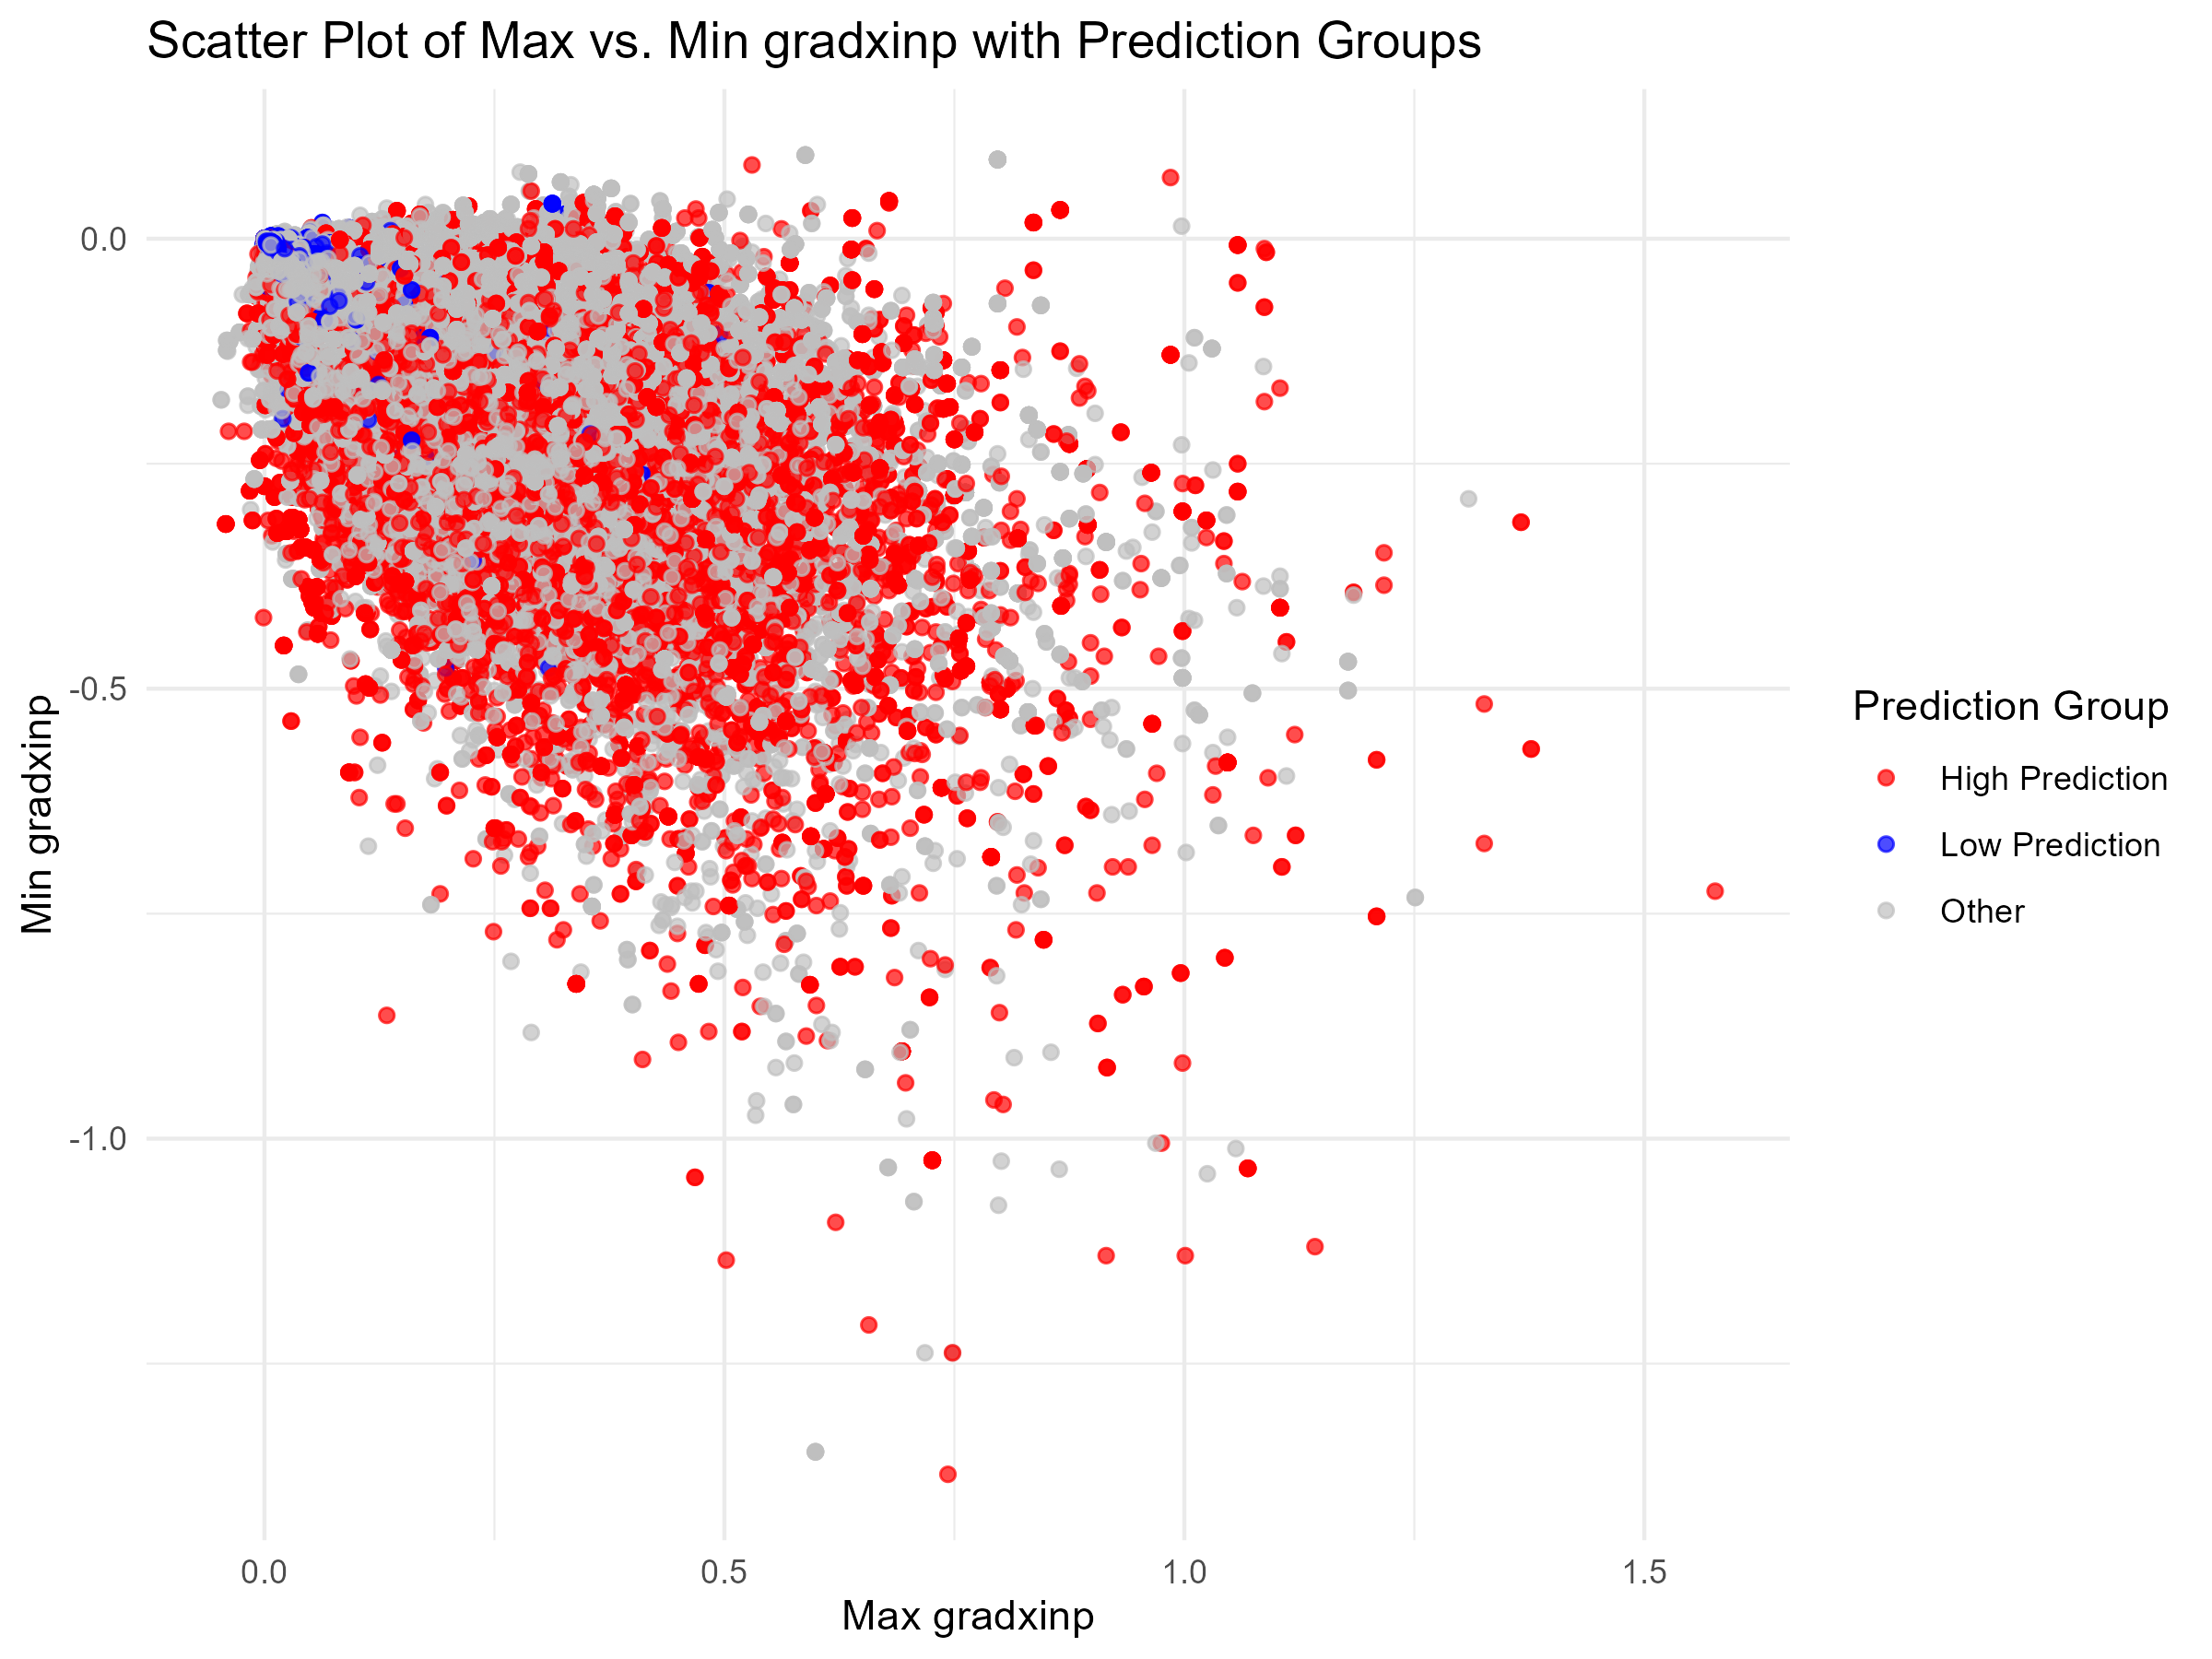 Scatter Plot of Max vs. Min gradxinp with Prediction Groups
0.0
-0.5
-1.0
Min gradxinp
0.0
0.5
1.0
1.5
Max gradxinp
Prediction Group
High Prediction
Low Prediction
Other